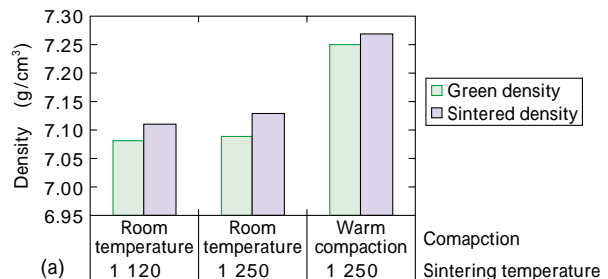 7.30
7.25
7.20
7.15
7.10
7.05
7.00
6.95
Density (g/cm³)
Green density
Sintered density
Room temperature
Room temperature
Warm compaction
Comapction
(a)
1 120
1 250
1 250
Sintering temperature